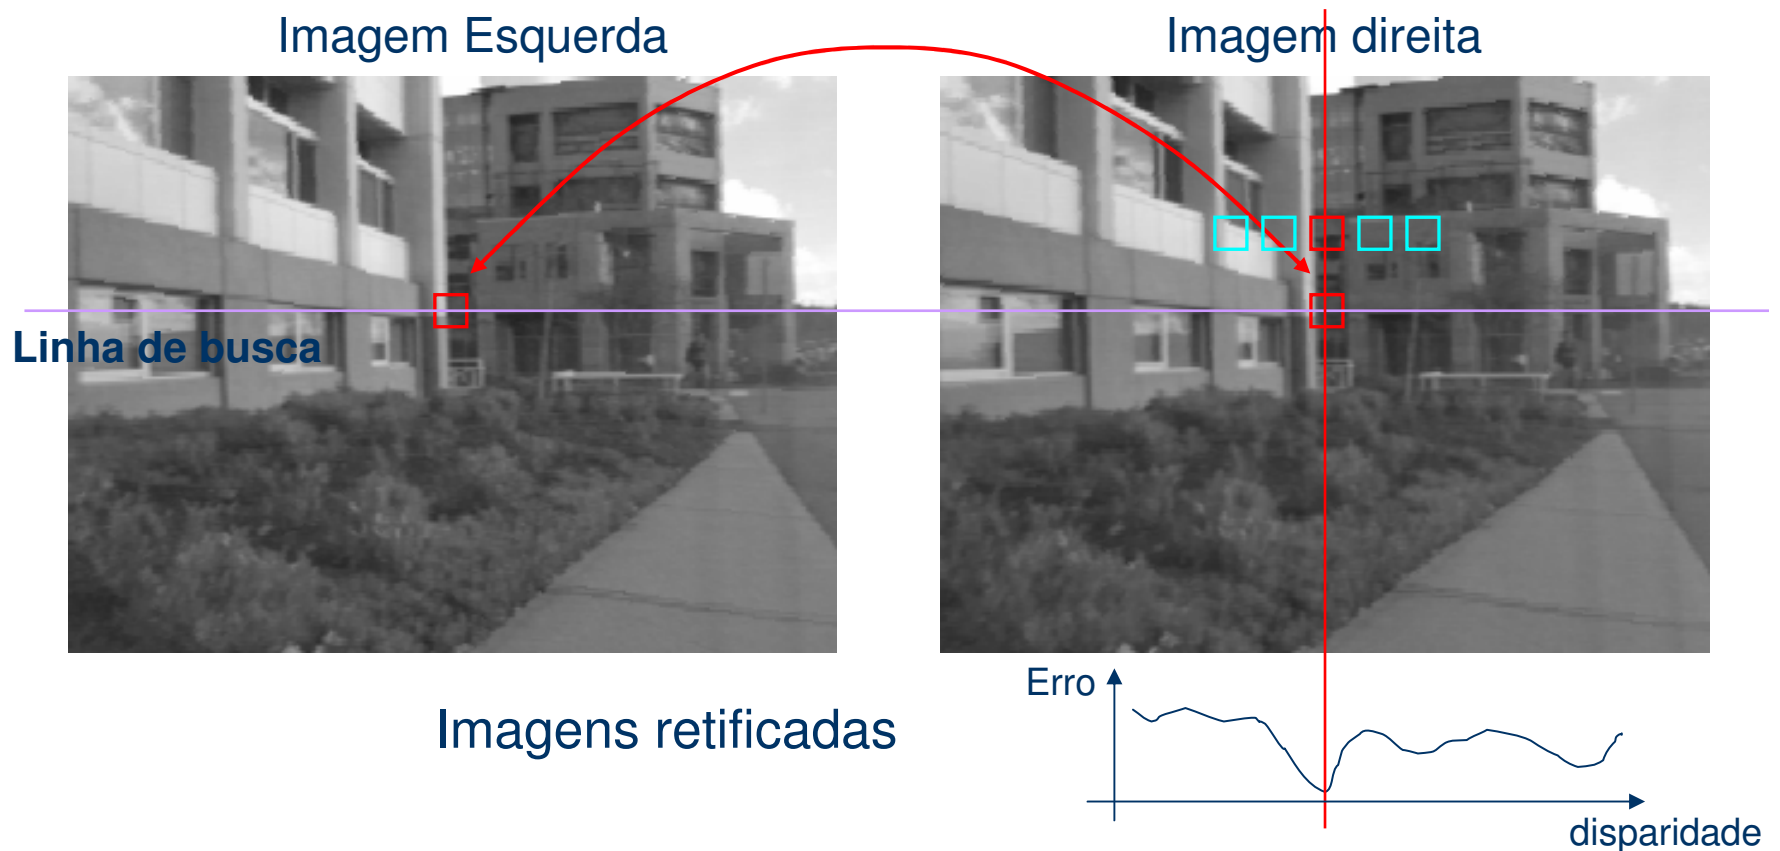 Imagem Esquerda
Imagem direita
Linha de busca
Imagens retificadas
Erro
disparidade